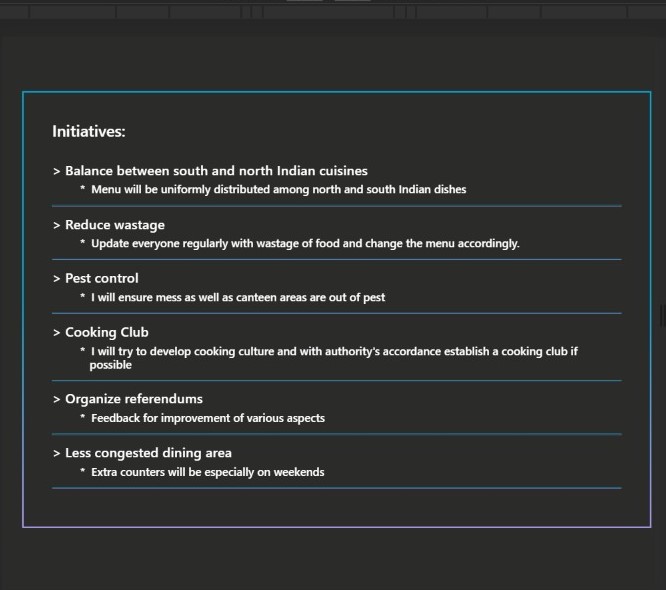 Initiatives:
> Balance between south and north Indian cuisines
* Menu will be uniformly distributed among north and south Indian dishes
> Reduce wastage
* Update everyone regularly with wastage of food and change the menu accordingly.
> Pest control
* I will ensure mess as well as canteen areas are out of pest
> Cooking Club
* I will try to develop cooking culture and with authority's accordance establish a cooking club if
possible
> Organize referendums
* Feedback for improvement of various aspects
> Less congested dining area
* Extra counters will be especially on weekends